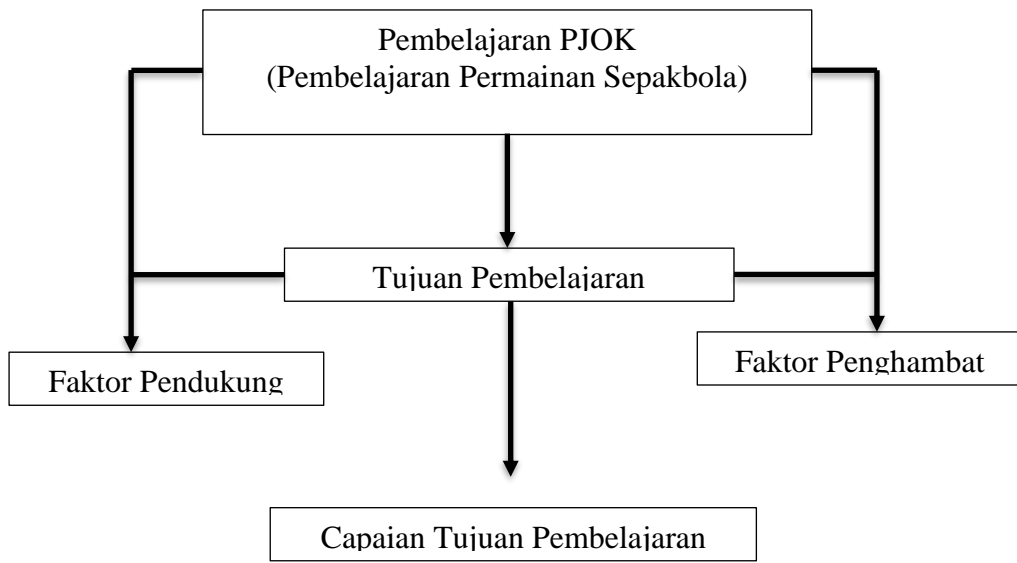 Pembelajaran PJOK
(Pembelajaran Permainan Sepakbola)
Tujuan Pembelajaran
Faktor Pendukung
Faktor Penghambat
Capaian Tujuan Pembelajaran